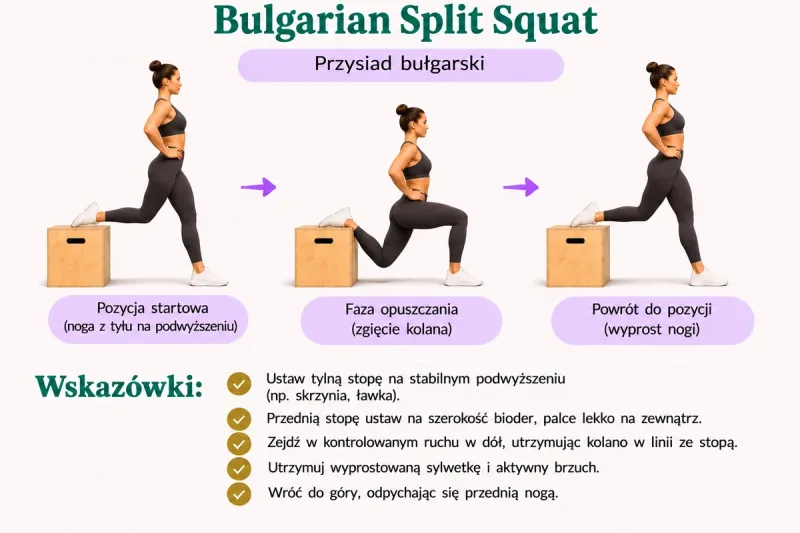 Bulgarian Split Squat
Przysiad bułgarski
Pozycja startowa
(noga z tyłu na podwyższeniu)
Faza opuszczania
(zgięcie kolana)
Powrót do pozycji
(wyprost nogi)
Wskazówki:
Ustaw tylną stopę na stabilnym podwyższeniu
(np. skrzynia, ławka).
Przednią stopę ustaw na szerokość bioder, palce lekko na zewnątrz.
Zejdź w kontrolowanym ruchu w dół, utrzymując kolano w linii ze stopą.
Utrzymuj wyprostowaną sylwetkę i aktywny brzuch.
Wróć do góry, odpychając się przednią nogą.